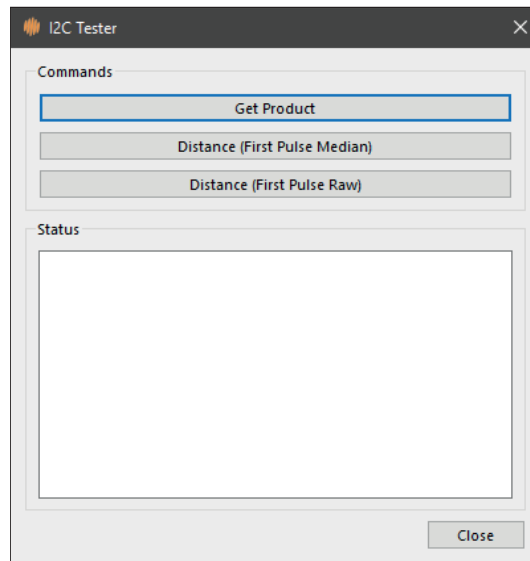 I2C Tester
Commands
Get Product
Distance (First Pulse Median)
Distance (First Pulse Raw)
Status
Close